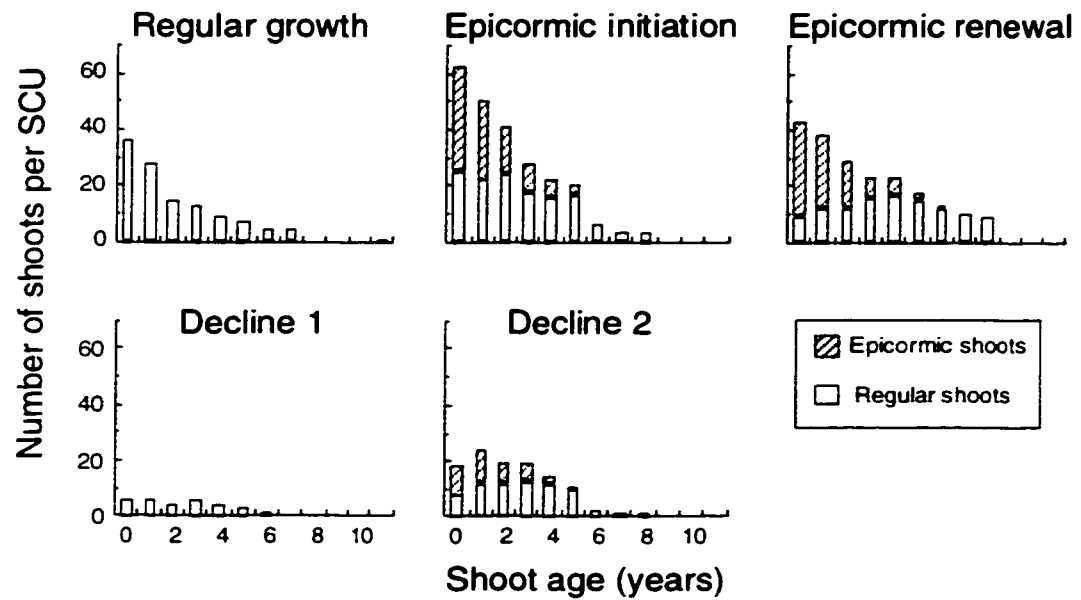 Regular growth
Epicormic initiation
Epicormic renewal
Number of shoots per SCU
60
40
20
0
Decline 1
Decline 2
60
40
20
0
0 2 4 6 8 10
0 2 4 6 8 10
Epicormic shoots
Regular shoots
Shoot age (years)